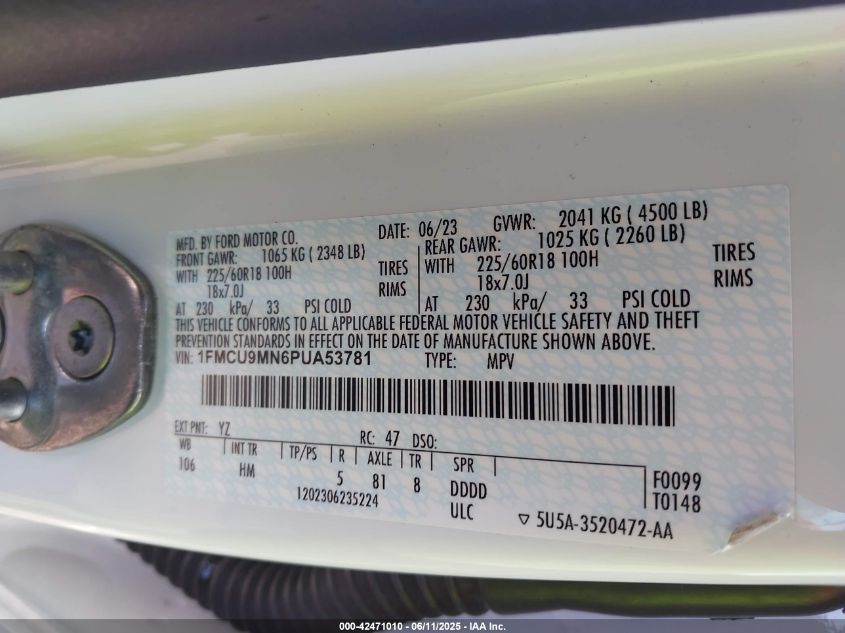 MFD. BY FORD MOTOR CO.
DATE: 06/23 GVWR: 2041 KG ( 4500 LB)
FRONT GAWR: 1065 KG ( 2348 LB)
REAR GAWR: 1025 KG ( 2260 LB)
WITH 225/60R18 100H TIRES
WITH 225/60R18 100H TIRES
18x7.0J RIMS
18x7.0J RIMS
AT 230 kPa/ 33 PSI COLD
AT 230 kPa/ 33 PSI COLD
THIS VEHICLE CONFORMS TO ALL APPLICABLE FEDERAL MOTOR VEHICLE SAFETY AND THEFT
PREVENTION STANDARDS IN EFFECT ON THE DATE OF MANUFACTURE SHOWN ABOVE.
VIN: 1FMCU9MN6PUA53781 TYPE: MPV
EXT PNT: YZ RC: 47 DSO:
WB INT TR TP/PS R AXLE TR SPR
106 HM 5 81 8 DDDD
F0099
T0148
1202306235224 ULC
▽ 5U5A-3520472-AA
000-42471010 - 06/11/2025 - IAA Inc.